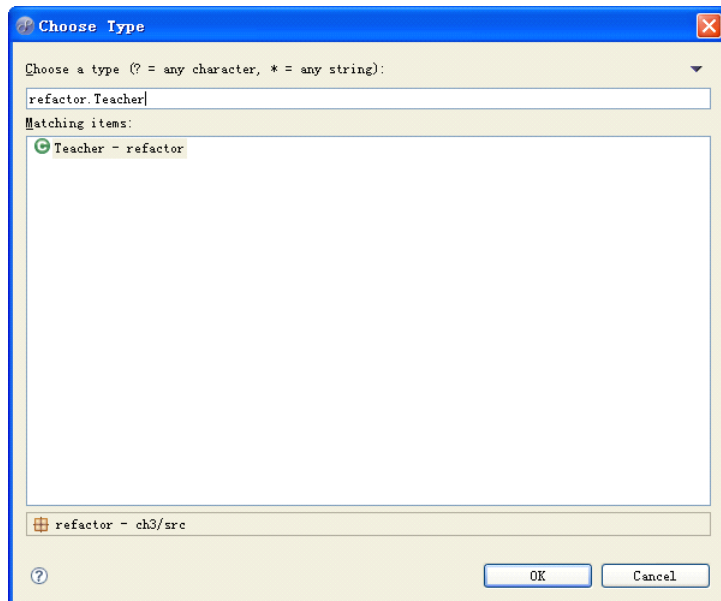 Choose Type
Choose a type (? = any character, * = any string):
refactor.Teacher
Matching items:
Teacher - refactor
refactor - ch3/src
OK
Cancel